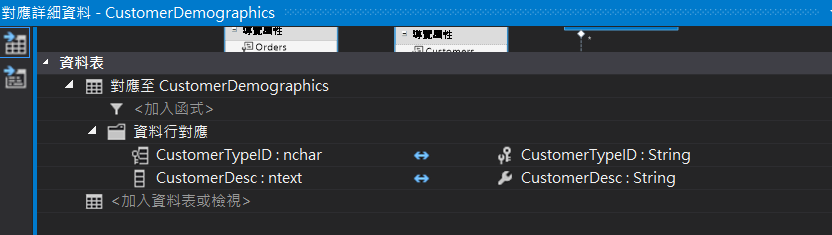 對應詳細資料 - CustomerDemographics
導覽屬性
導覽屬性
Orders
Customers
*
資料表
對應至 CustomerDemographics
<加入函式>
資料行對應
CustomerTypeID : nchar
CustomerTypeID : String
CustomerDesc : ntext
CustomerDesc : String
<加入資料表或檢視>